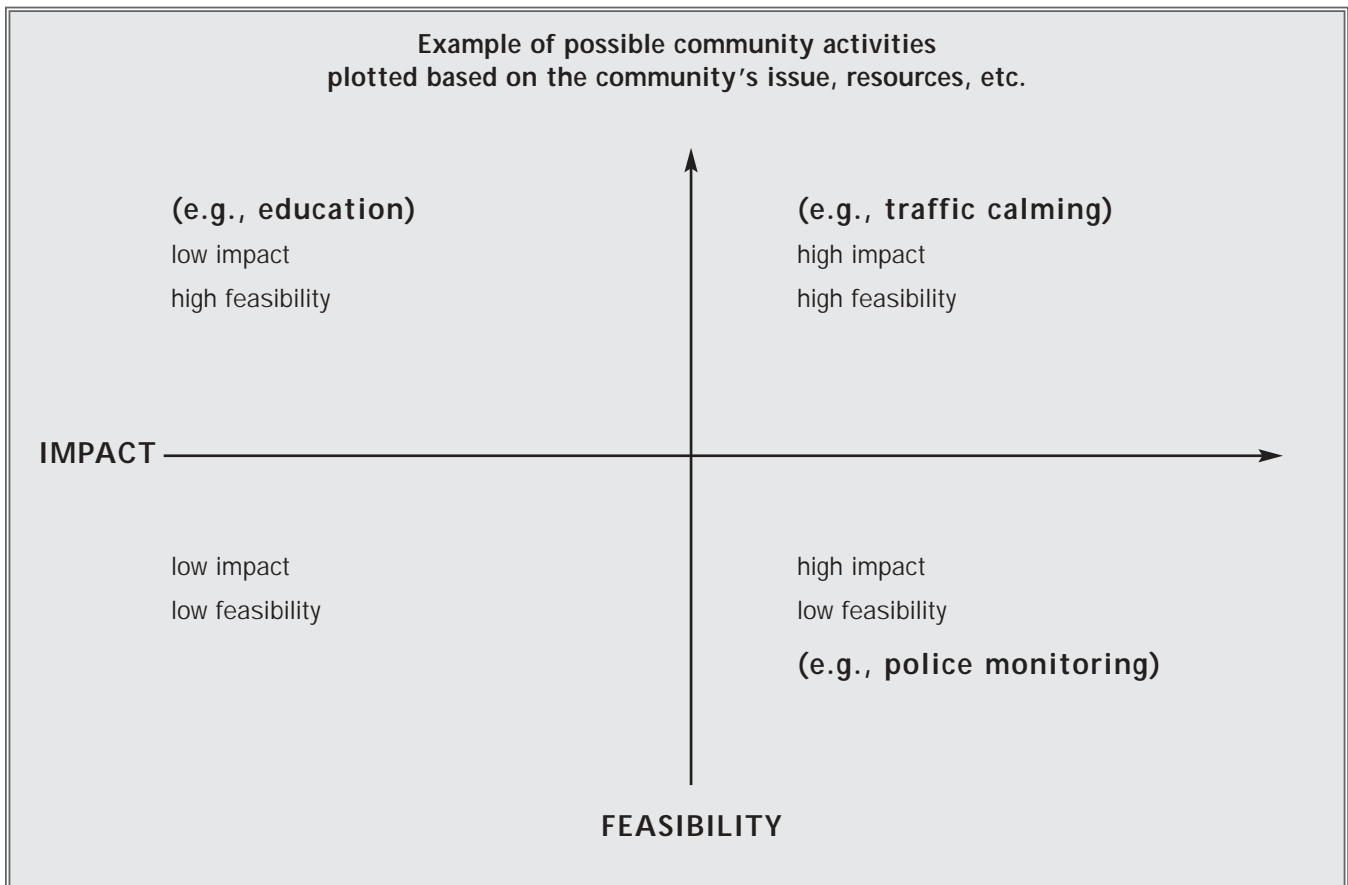 Example of possible community activities
plotted based on the community's issue, resources, etc.
(e.g., education)
low impact
high feasibility
(e.g., traffic calming)
high impact
high feasibility
IMPACT
low impact
low feasibility
high impact
low feasibility
(e.g., police monitoring)
FEASIBILITY